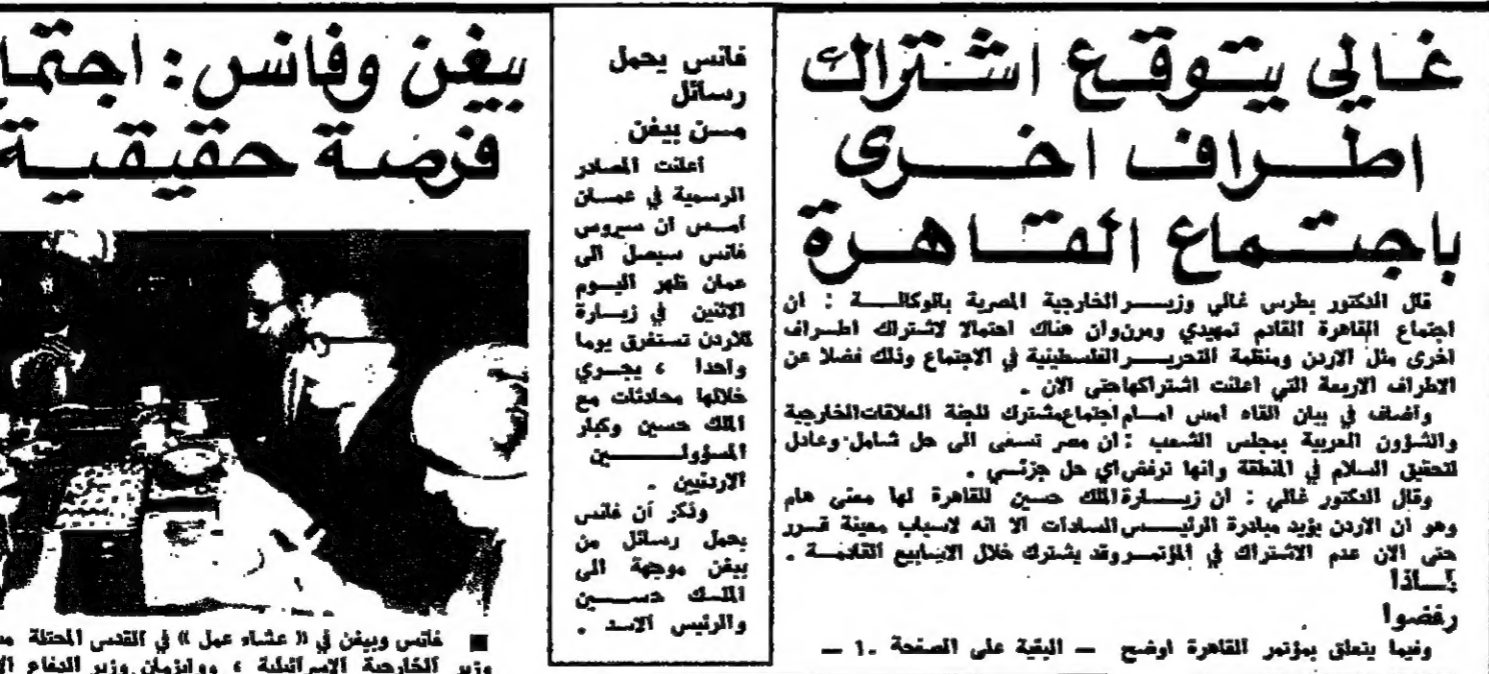 غالي يتوقع اشتراك
اطراف اخرى
باجتماع القاهرة
قال الدكتور بطرس غالي وزير الخارجية المصرية بالوكالة : ان
اجتماع القاهرة القادم تمهيدي ومرن وان هناك احتمالا لاشتراك اطراف
اخرى مثل الاردن ومنظمة التحرير الفلسطينية في الاجتماع وذلك فضلا عن
الاطراف الاربعة التي اعلنت اشتراكها حتى الان .
واضاف في بيان القاه امس امام اجتماع مشترك للجنة العلاقات الخارجية
والشؤون العربية بمجلس الشعب : ان مصر تسعى الى حل شامل وعادل
لتحقيق السلام في المنطقة وانها ترفض اي حل جزئي .
وقال الدكتور غالي : ان زيارة الملك حسين للقاهرة لها معنى هام
وهو ان الاردن يؤيد مبادرة الرئيس السادات الا انه لاسباب معينة قرر
حتى الان عدم الاشتراك في المؤتمر وقد يشترك خلال الاسابيع القادمة .
لماذا
رفضوا
وفيما يتعلق بمؤتمر القاهرة اوضح — البقية على الصفحة ـ10 —
فانس يحمل
رسائل
من بيغن
أعلنت المصادر
الرسمية في عمان
أمس أن سيروس
فانس سيصل الى
عمان ظهر اليوم
الاثنين في زيارة
للاردن تستغرق يوما
واحدا ، يجري
خلالها محادثات مع
الملك حسين وكبار
المسؤولين
الاردنيين .
وذكر أن فانس
يحمل رسائل من
بيغن موجهة الى
الملك حسين
والرئيس الاسد .
بيغن وفانس : اجتما
فرصة حقيقية
■ فانس وبيغن في « عشاء عمل » في القدس المحتلة
وزير الخارجية الاسرائيلية ، ووايزمان وزير الدفاع